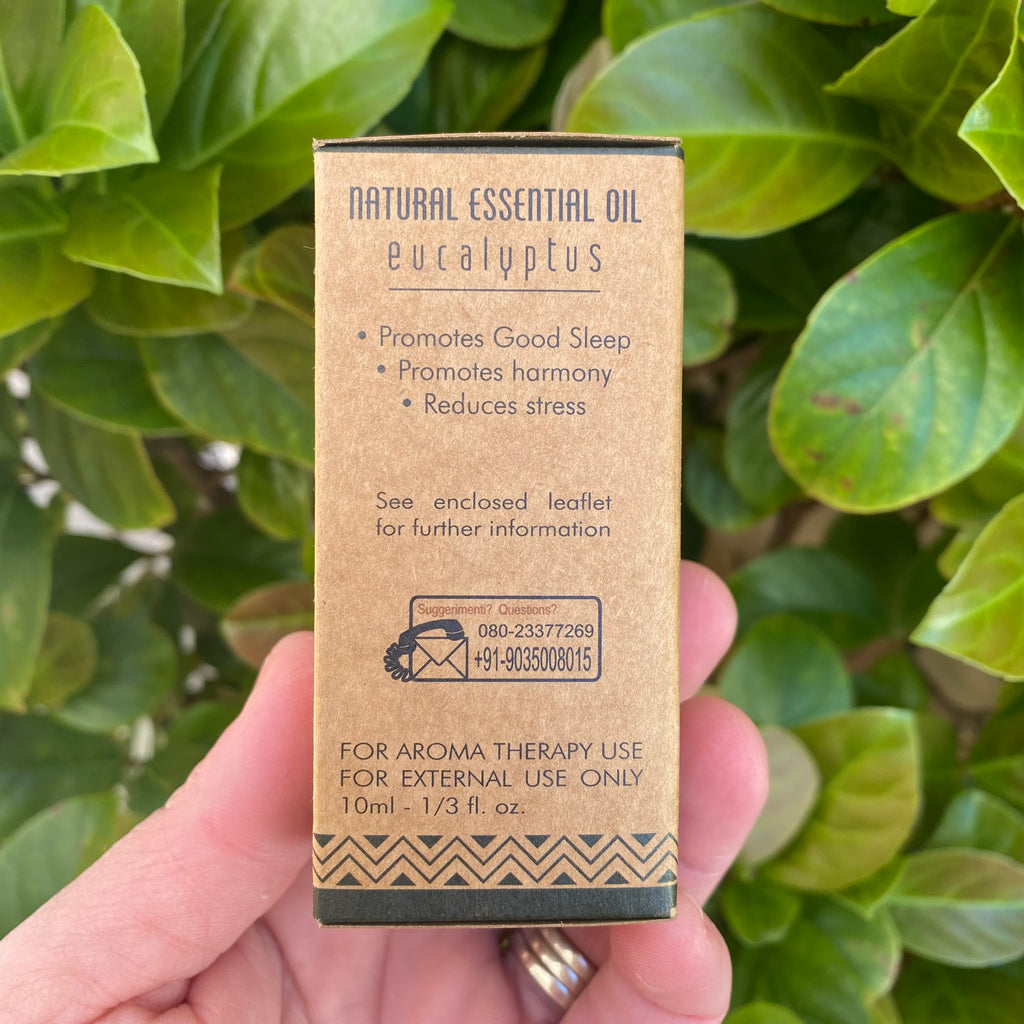 NATURAL ESSENTIAL OIL
eucalyptus
• Promotes Good Sleep
• Promotes harmony
• Reduces stress
See enclosed leaflet
for further information
Suggerimenti? Questions?
080-23377269
+91-9035008015
FOR AROMA THERAPY USE
FOR EXTERNAL USE ONLY
10ml - 1/3 fl. oz.